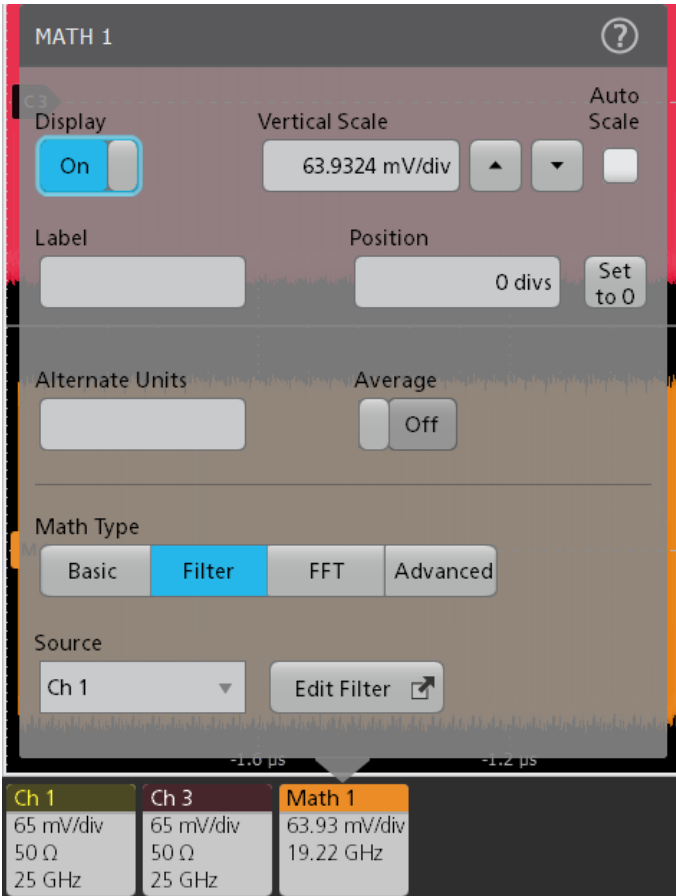 MATH 1
?
C3
Auto
Display Vertical Scale Scale
On 63.9324 mV/div
Label Position
0 divs Set
to 0
Alternate Units Average
Off
Math Type
Basic Filter FFT Advanced
Source
Ch 1 Edit Filter
-1.6 µs -1.2 µs
Ch 1 Ch 3 Math 1
65 mV/div 65 mV/div 63.93 mV/div
50 Ω 50 Ω 19.22 GHz
25 GHz 25 GHz